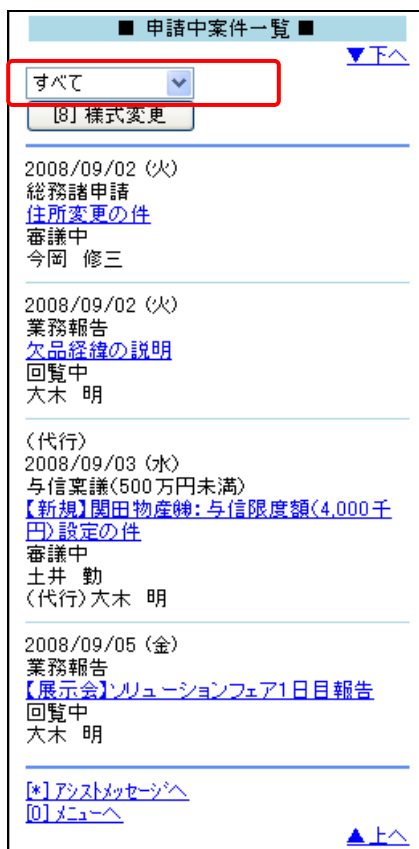 ■ 申請中案件一覧 ■
▼下へ
すべて
[8] 様式変更
2008/09/02 (火)
総務諸申請
住所変更の件
審議中
今岡 修三
2008/09/02 (火)
業務報告
欠品経緯の説明
回覧中
大木 明
(代行)
2008/09/03 (水)
与信稟議(500万円未満)
【新規】関田物産㈱: 与信限度額(4,000千
円)設定の件
審議中
土井 勤
(代行)大木 明
2008/09/05 (金)
業務報告
【展示会】ソリューションフェア1日目報告
回覧中
大木 明
[*] アシストメッセージへ
[0] メニューへ
▲上へ